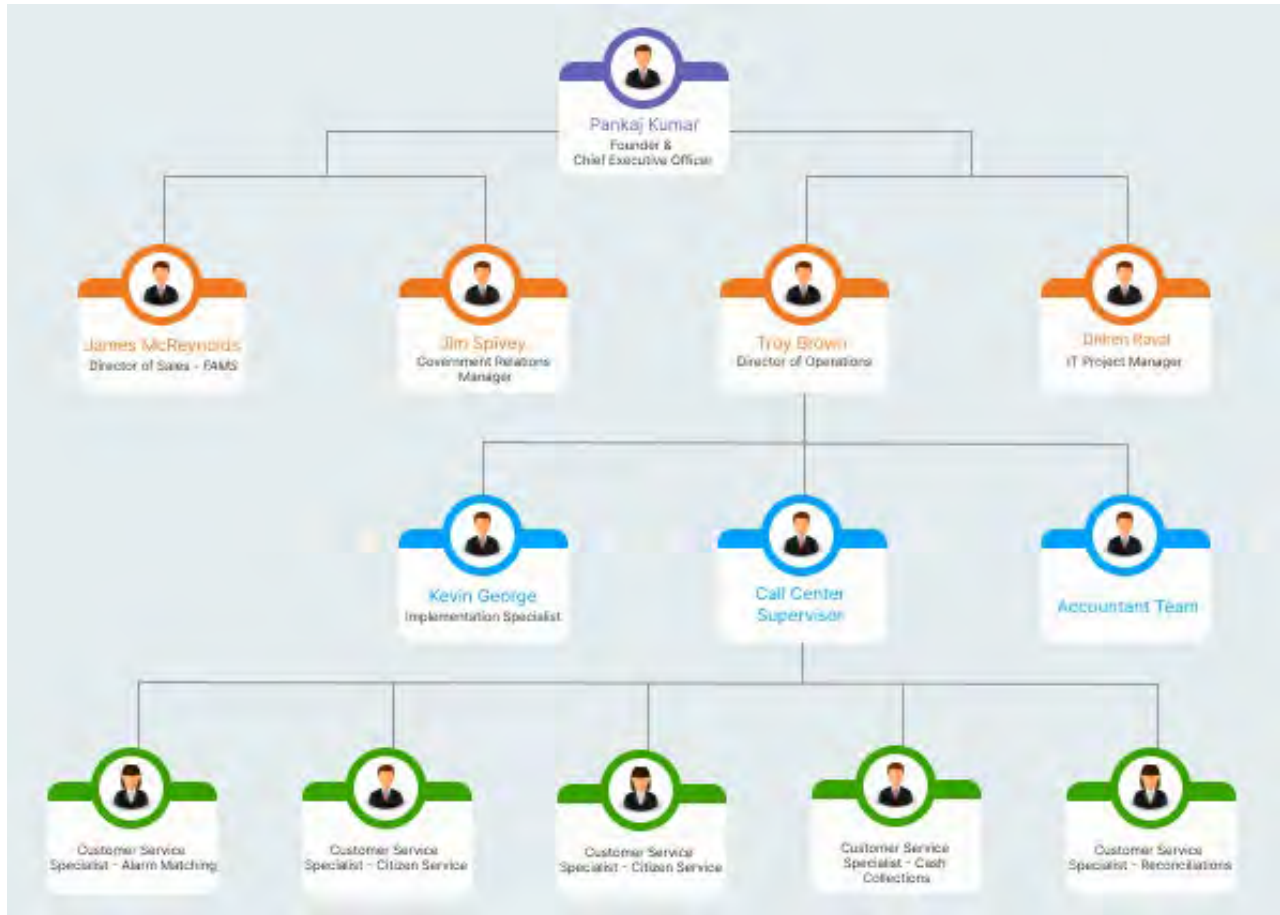 Pankaj Kumar
Founder &
Chief Executive Officer
James McReynolds
Director of Sales - FAMS
Jim Spivey
Government Relations
Manager
Troy Brown
Director of Operations
Raval
IT Project Manager
Kevin George
Implementation Specialist
Call Center
Supervisor
Accountant Team
Customer Service
Specialist - Alarm Matching
Customer Service
Specialist - Citizen Service
Customer Service
Specialist - Citizen Service
Customer Service
Specialist - Cash
Collections
Customer Service
Specialist - Reconciliations